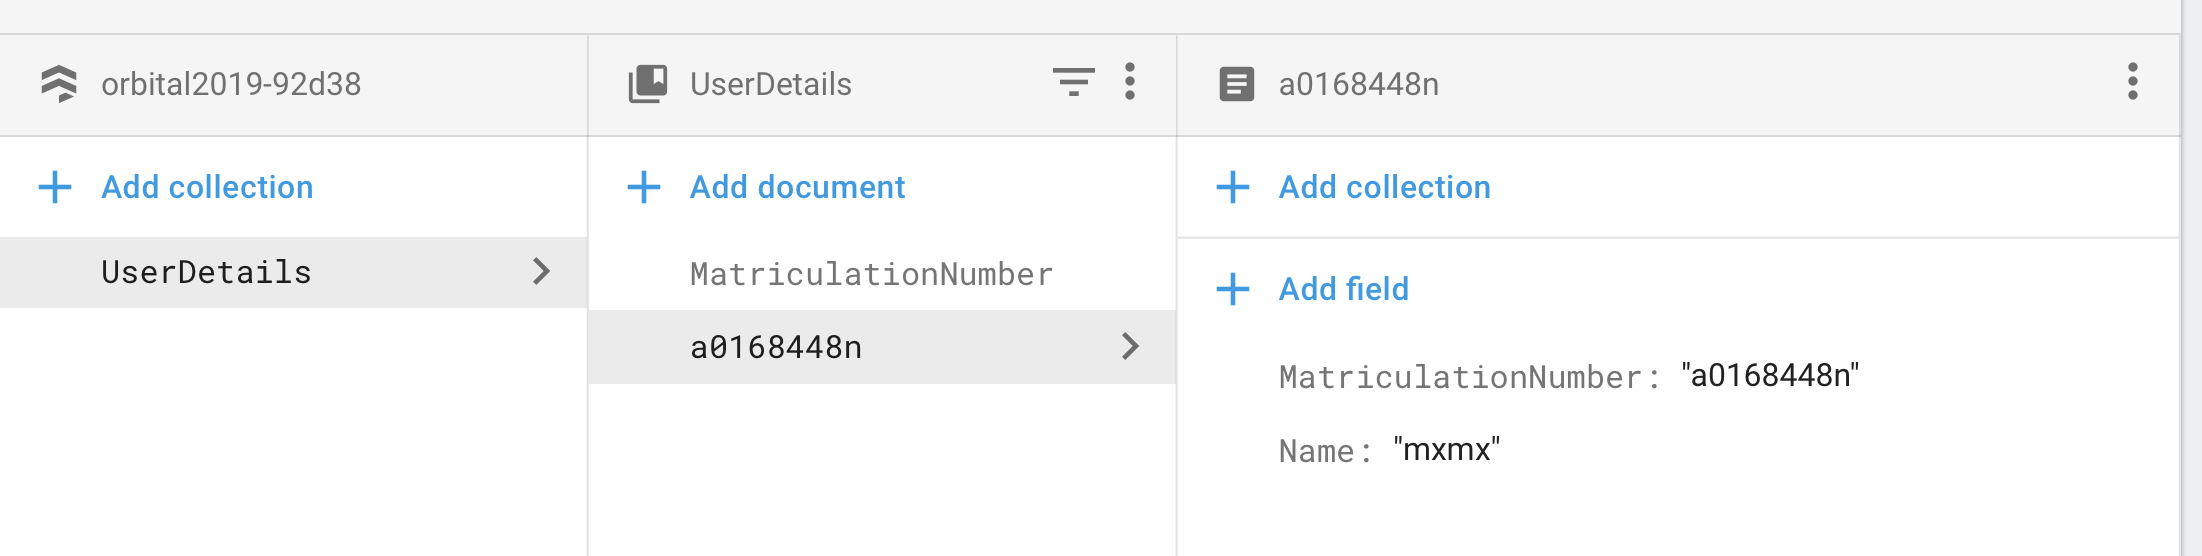 orbital2019-92d38
UserDetails
a0168448n
Add collection
Add document
Add collection
UserDetails
MatriculationNumber
a0168448n
Add field
MatriculationNumber: "a0168448n"
Name: "mxmx"